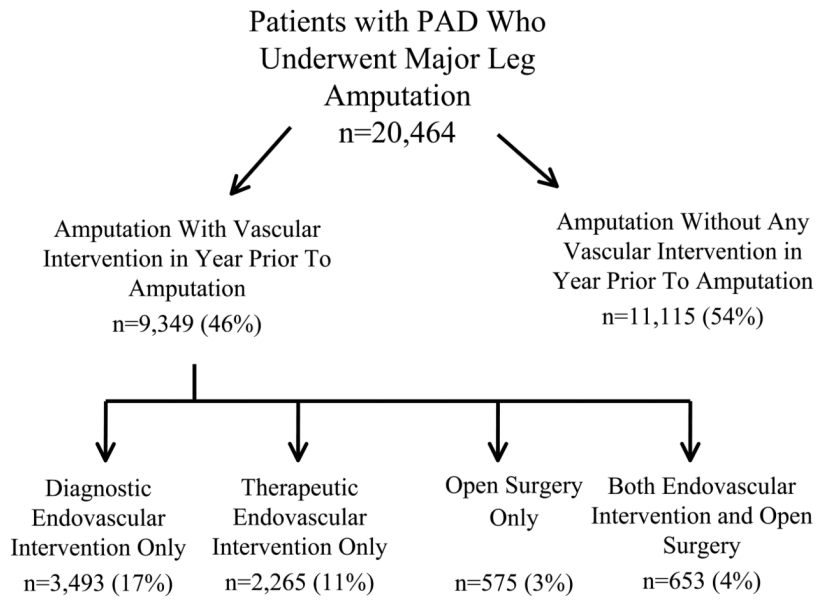 Patients with PAD Who
Underwent Major Leg
Amputation
n=20,464
Amputation With Vascular
Intervention in Year Prior To
Amputation
n=9,349 (46%)
Amputation Without Any
Vascular Intervention in
Year Prior To Amputation
n=11,115 (54%)
Diagnostic
Endovascular
Intervention Only
n=3,493 (17%)
Therapeutic
Endovascular
Intervention Only
n=2,265 (11%)
Open Surgery
Only
n=575 (3%)
Both Endovascular
Intervention and Open
Surgery
n=653 (4%)